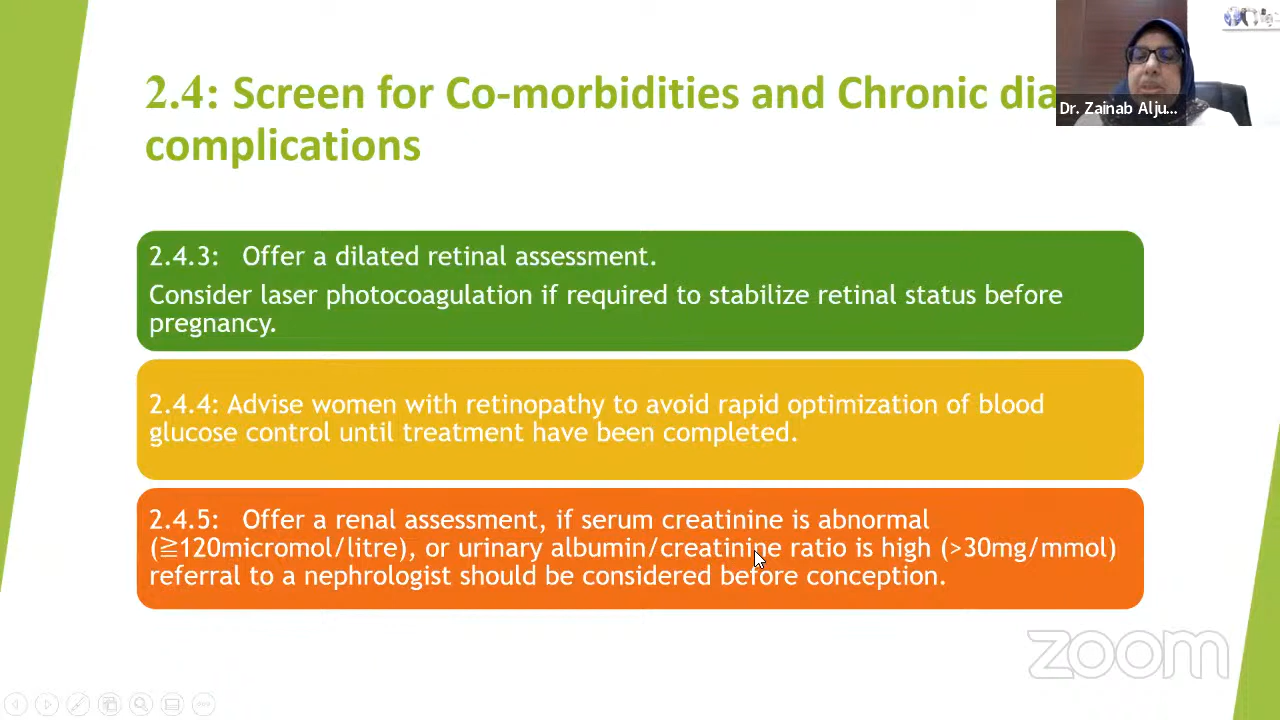 2.4: Screen for Co-morbidities and Chronic dia
complications
Dr. Zainab Alju...
2.4.3: Offer a dilated retinal assessment.
Consider laser photocoagulation if required to stabilize retinal status before
pregnancy.
2.4.4: Advise women with retinopathy to avoid rapid optimization of blood
glucose control until treatment have been completed.
2.4.5: Offer a renal assessment, if serum creatinine is abnormal
(≧120micromol/litre), or urinary albumin/creatinine ratio is high (>30mg/mmol)
referral to a nephrologist should be considered before conception.
zoom